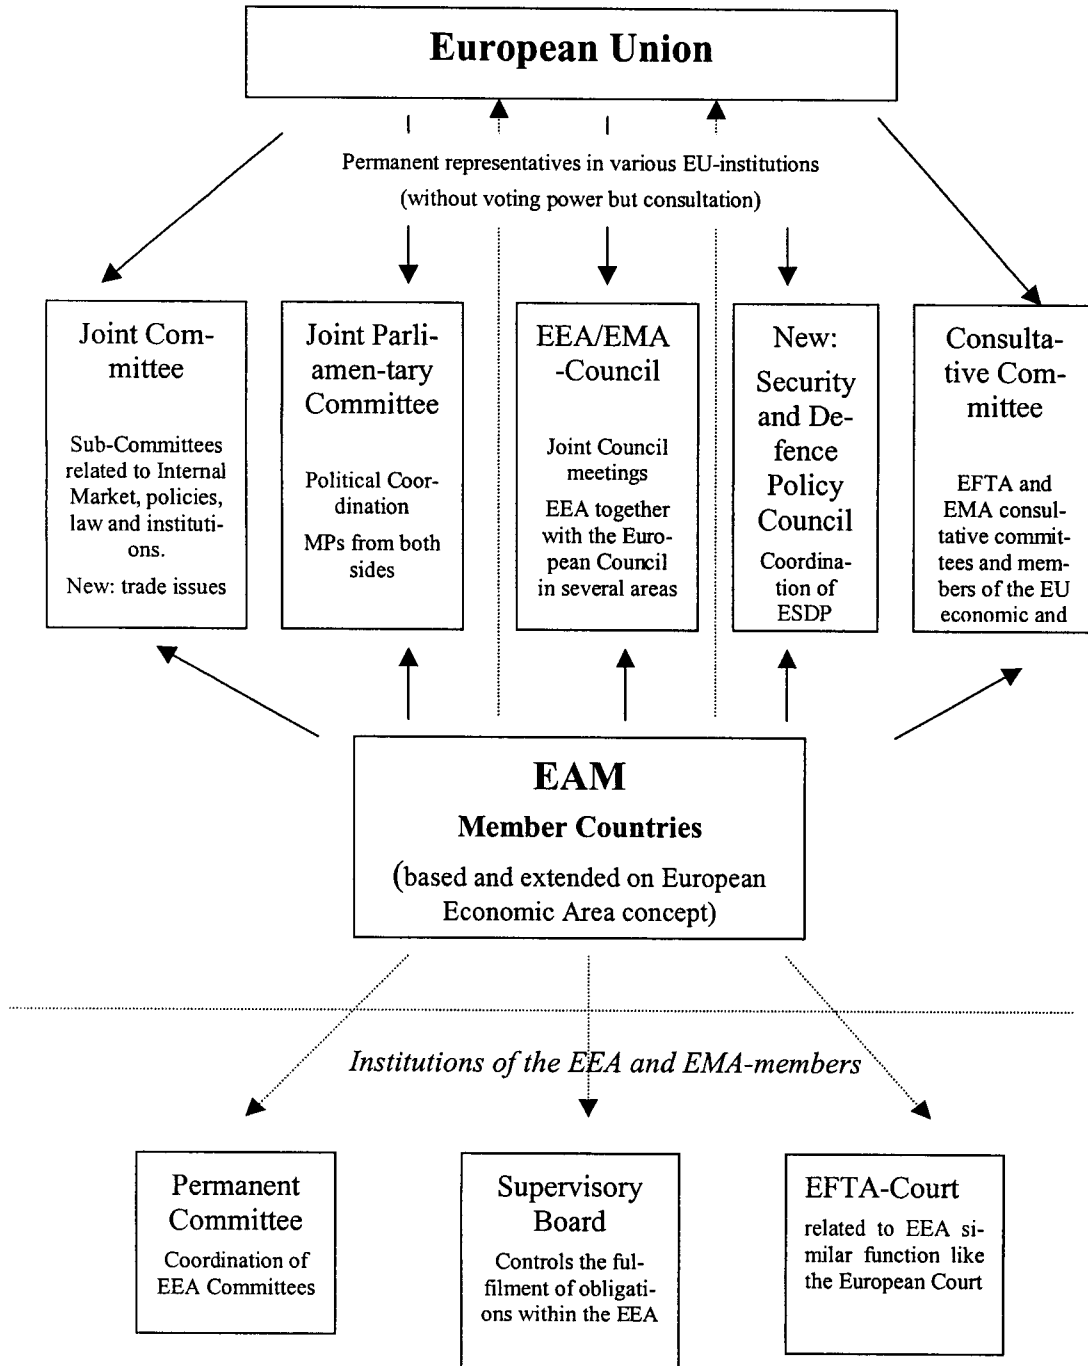 European Union
Permanent representatives in various EU-institutions
(without voting power but consultation)
Joint Com-
mittee
Sub-Committees
related to Internal
Market, policies,
law and instituti-
ons.
New: trade issues
Joint Parli-
amen-tary
Committee
Political Coor-
dination
MPs from both
sides
EEA/EMA
-Council
Joint Council
meetings
EEA together
with the Euro-
pean Council
in several areas
New:
Security
and De-
fence
Policy
Council
Coordina-
tion of
ESDP
Consulta-
tive Com-
mittee
EFTA and
EMA consul-
tative commit-
tees and mem-
bers of the EU
economic and
EAM
Member Countries
(based and extended on European
Economic Area concept)
Institutions of the EEA and EMA-members
Permanent
Committee
Coordination of
EEA Committees
Supervisory
Board
Controls the ful-
filment of obligati-
ons within the EEA
EFTA-Court
related to EEA si-
milar function like
the European Court